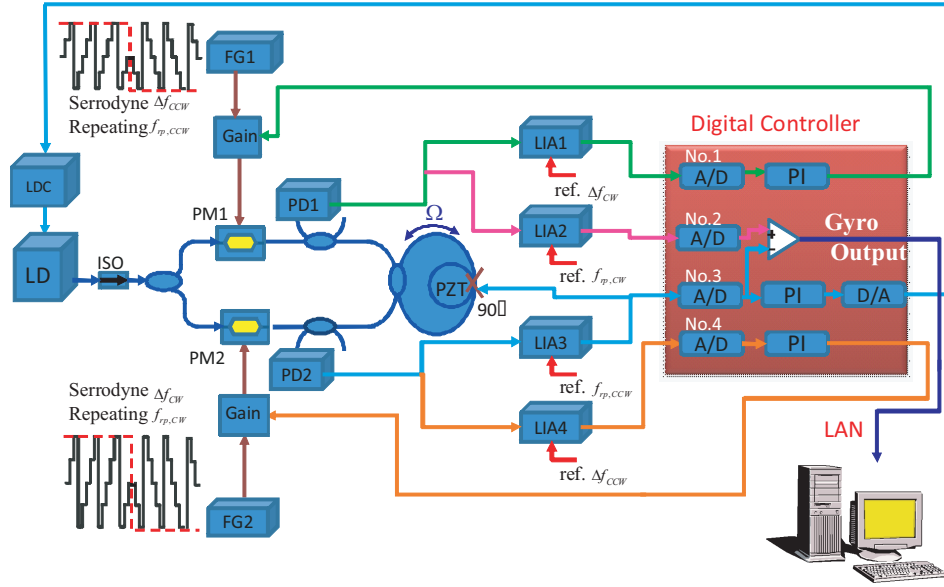 FG1
Serrodyne Δf_CCW
Repeating f_rp,CCW
Gain
LIA1
Digital Controller
No.1
A/D
PI
ref. Δf_CW
LDC
PM1
PD1
Ω
LIA2
No.2
A/D
+
-
Gyro
Output
LD
ISO
ref. f_rp,CW
No.3
PZT
90▯
A/D
PI
D/A
PM2
LIA3
No.4
A/D
PI
PD2
ref. f_rp,CCW
Serrodyne Δf_CW
Repeating f_rp,CW
Gain
LIA4
LAN
ref. Δf_CCW
FG2